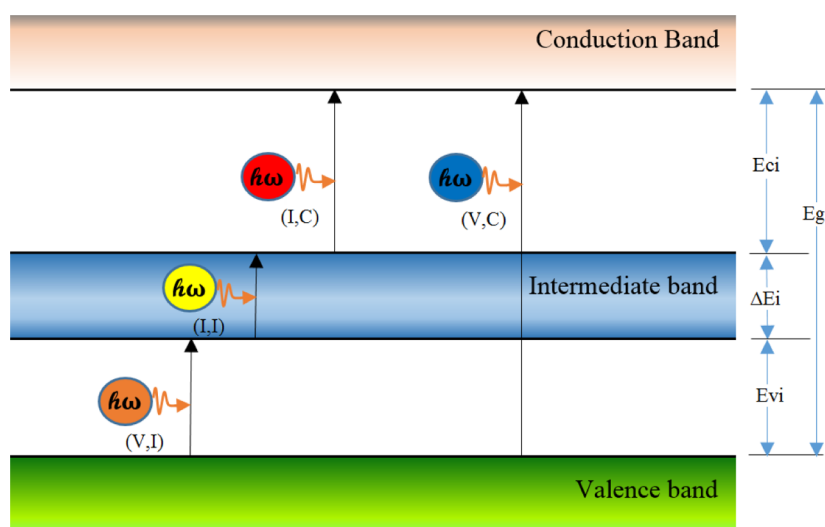 Conduction Band
ħω
ħω
Eci
(I,C)
(V,C)
Eg
ħω
Intermediate band
ΔEi
(I,I)
ħω
Evi
(V,I)
Valence band